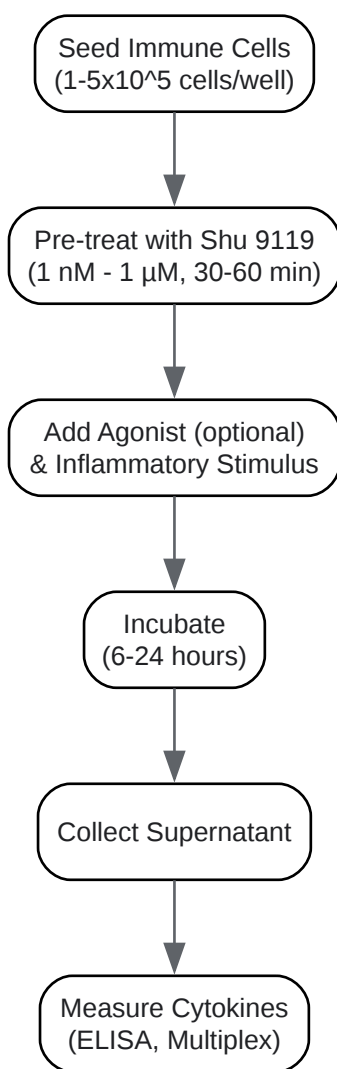 Seed Immune Cells
(1-5x10^5 cells/well)
Pre-treat with Shu 9119
(1 nM - 1 µM, 30-60 min)
Add Agonist (optional)
& Inflammatory Stimulus
Incubate
(6-24 hours)
Collect Supernatant
Measure Cytokines
(ELISA, Multiplex)